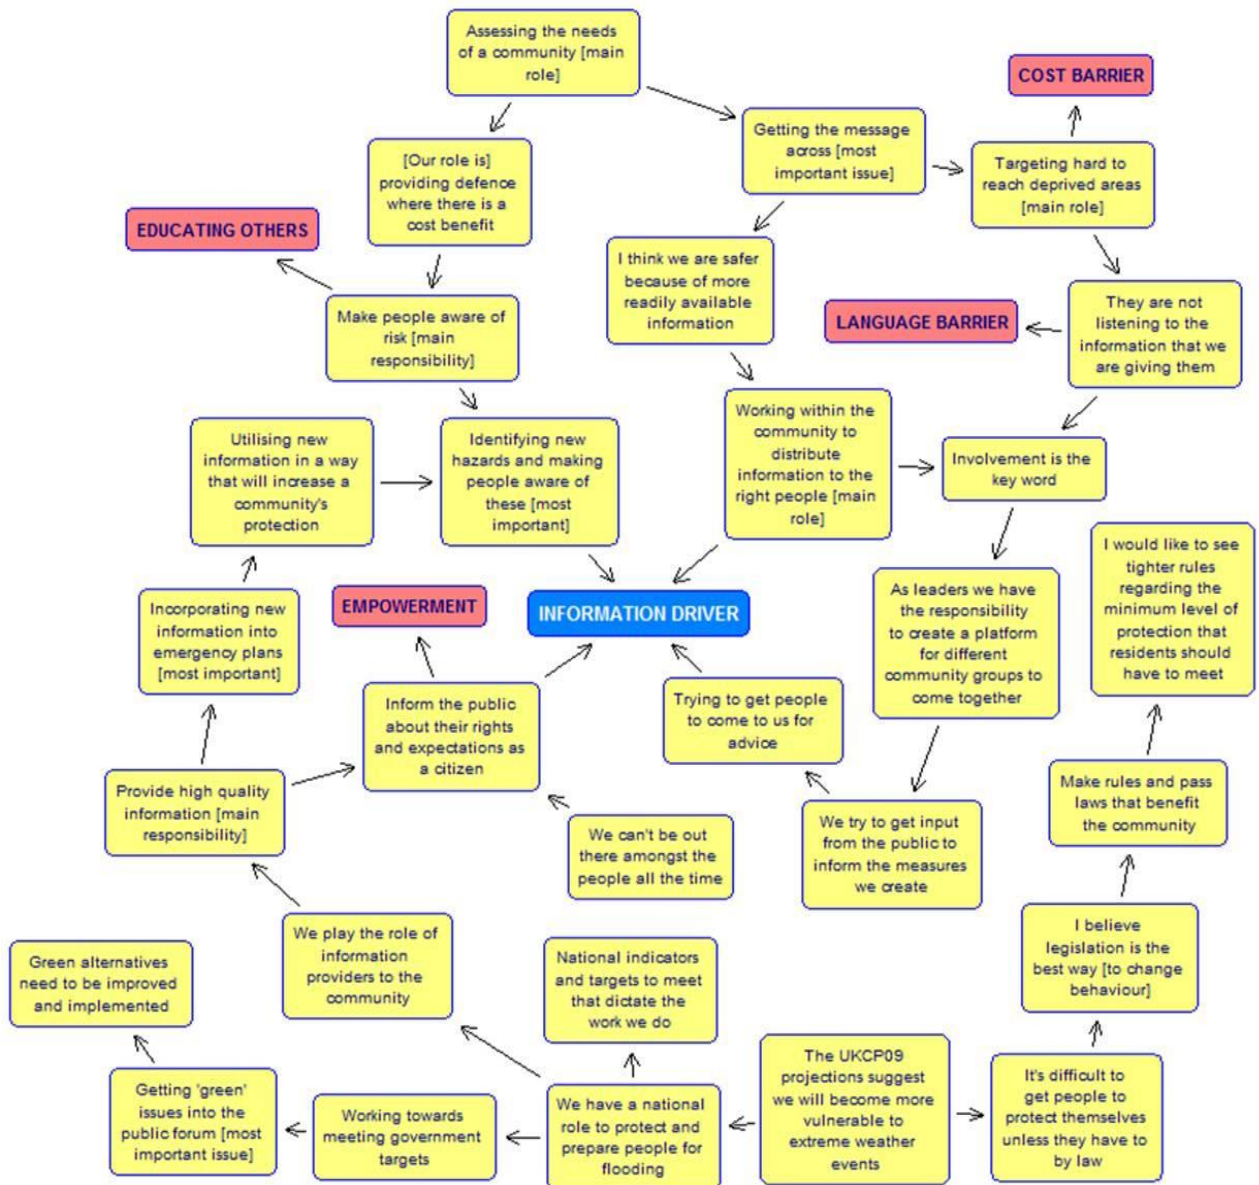 Assessing the needs
of a community [main
role]
COST BARRIER
Getting the message
across [most
important issue]
[Our role is]
providing defence
where there is a
cost benefit
Targeting hard to
reach deprived areas
[main role]
EDUCATING OTHERS
I think we are safer
because of more
readily available
information
Make people aware of
risk [main
responsibility]
LANGUAGE BARRIER
They are not
listening to the
information that we
are giving them
Utilising new
information in a way
that will increase a
community's
protection
Identifying new
hazards and making
people aware of
these [most
important]
Working within the
community to
distribute
information to the
right people [main
role]
Involvement is the
key word
I would like to see
tighter rules
regarding the
minimum level of
protection that
residents should
have to meet
Incorporating new
information into
emergency plans
[most important]
EMPOWERMENT
INFORMATION DRIVER
As leaders we have
the responsibility
to create a platform
for different
community groups to
come together
Inform the public
about their rights
and expectations as
a citizen
Trying to get people
to come to us for
advice
Provide high quality
information [main
responsibility]
Make rules and pass
laws that benefit
the community
We can't be out
there amongst the
people all the time
We try to get input
from the public to
inform the measures
we create
We play the role of
information
providers to the
community
I believe
legislation is the
best way [to change
behaviour]
Green alternatives
need to be improved
and implemented
National indicators
and targets to meet
that dictate the
work we do
The UKCP09
projections suggest
we will become more
vulnerable to
extreme weather
events
It's difficult to
get people to
protect themselves
unless they have to
by law
Getting 'green'
issues into the
public forum [most
important issue]
Working towards
meeting government
targets
We have a national
role to protect and
prepare people for
flooding